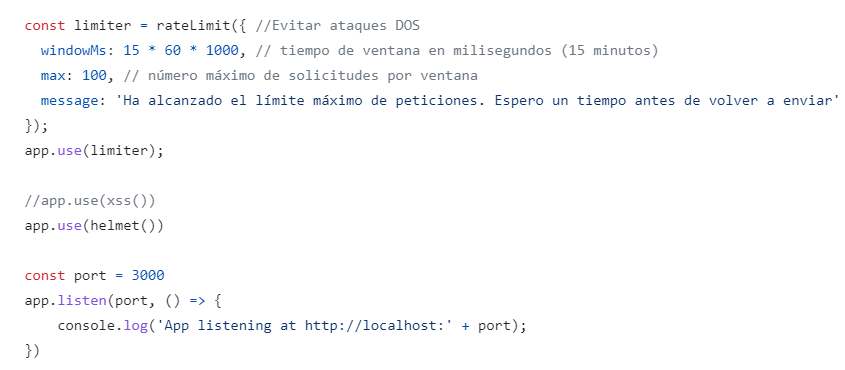 const limiter = rateLimit({ //Evitar ataques DOS
  windowMs: 15 * 60 * 1000, // tiempo de ventana en milisegundos (15 minutos)
  max: 100, // número máximo de solicitudes por ventana
  message: 'Ha alcanzado el límite máximo de peticiones. Espero un tiempo antes de volver a enviar'
});
app.use(limiter);

//app.use(xss())
app.use(helmet())

const port = 3000
app.listen(port, () => {
    console.log('App listening at http://localhost:' + port);
})